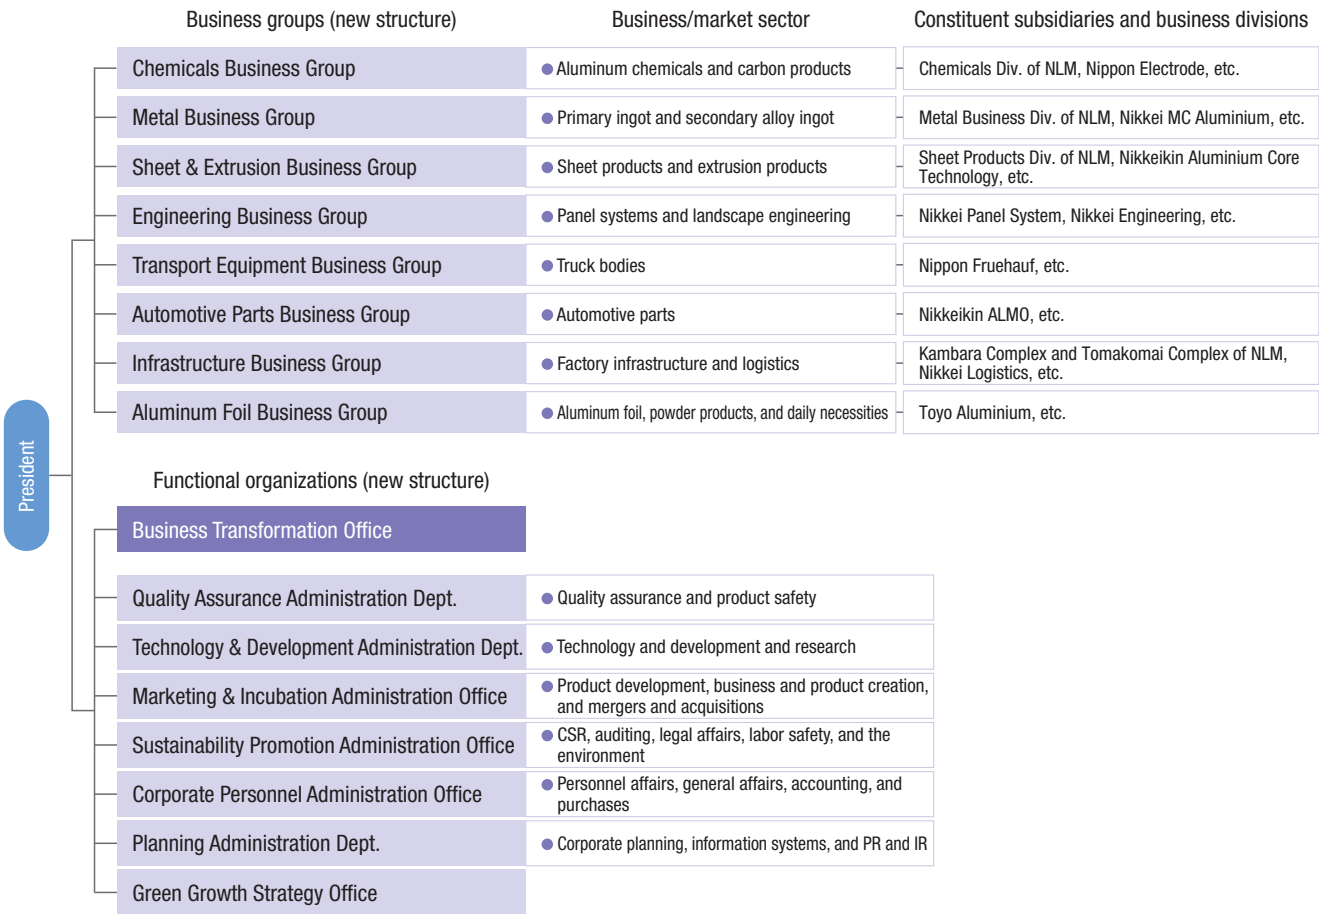 Business groups (new structure)
Business/market sector
Constituent subsidiaries and business divisions
Chemicals Business Group
● Aluminum chemicals and carbon products
Chemicals Div. of NLM, Nippon Electrode, etc.
Metal Business Group
● Primary ingot and secondary alloy ingot
Metal Business Div. of NLM, Nikkei MC Aluminium, etc.
Sheet & Extrusion Business Group
● Sheet products and extrusion products
Sheet Products Div. of NLM, Nikkeikin Aluminium Core
Technology, etc.
Engineering Business Group
● Panel systems and landscape engineering
Nikkei Panel System, Nikkei Engineering, etc.
Transport Equipment Business Group
● Truck bodies
Nippon Fruehauf, etc.
Automotive Parts Business Group
● Automotive parts
Nikkeikin ALMO, etc.
Infrastructure Business Group
● Factory infrastructure and logistics
Kambara Complex and Tomakomai Complex of NLM,
Nikkei Logistics, etc.
Aluminum Foil Business Group
● Aluminum foil, powder products, and daily necessities
Toyo Aluminium, etc.
President
Functional organizations (new structure)
Business Transformation Office
Quality Assurance Administration Dept.
● Quality assurance and product safety
Technology & Development Administration Dept.
● Technology and development and research
Marketing & Incubation Administration Office
● Product development, business and product creation,
and mergers and acquisitions
Sustainability Promotion Administration Office
● CSR, auditing, legal affairs, labor safety, and the
environment
Corporate Personnel Administration Office
● Personnel affairs, general affairs, accounting, and
purchases
Planning Administration Dept.
● Corporate planning, information systems, and PR and IR
Green Growth Strategy Office